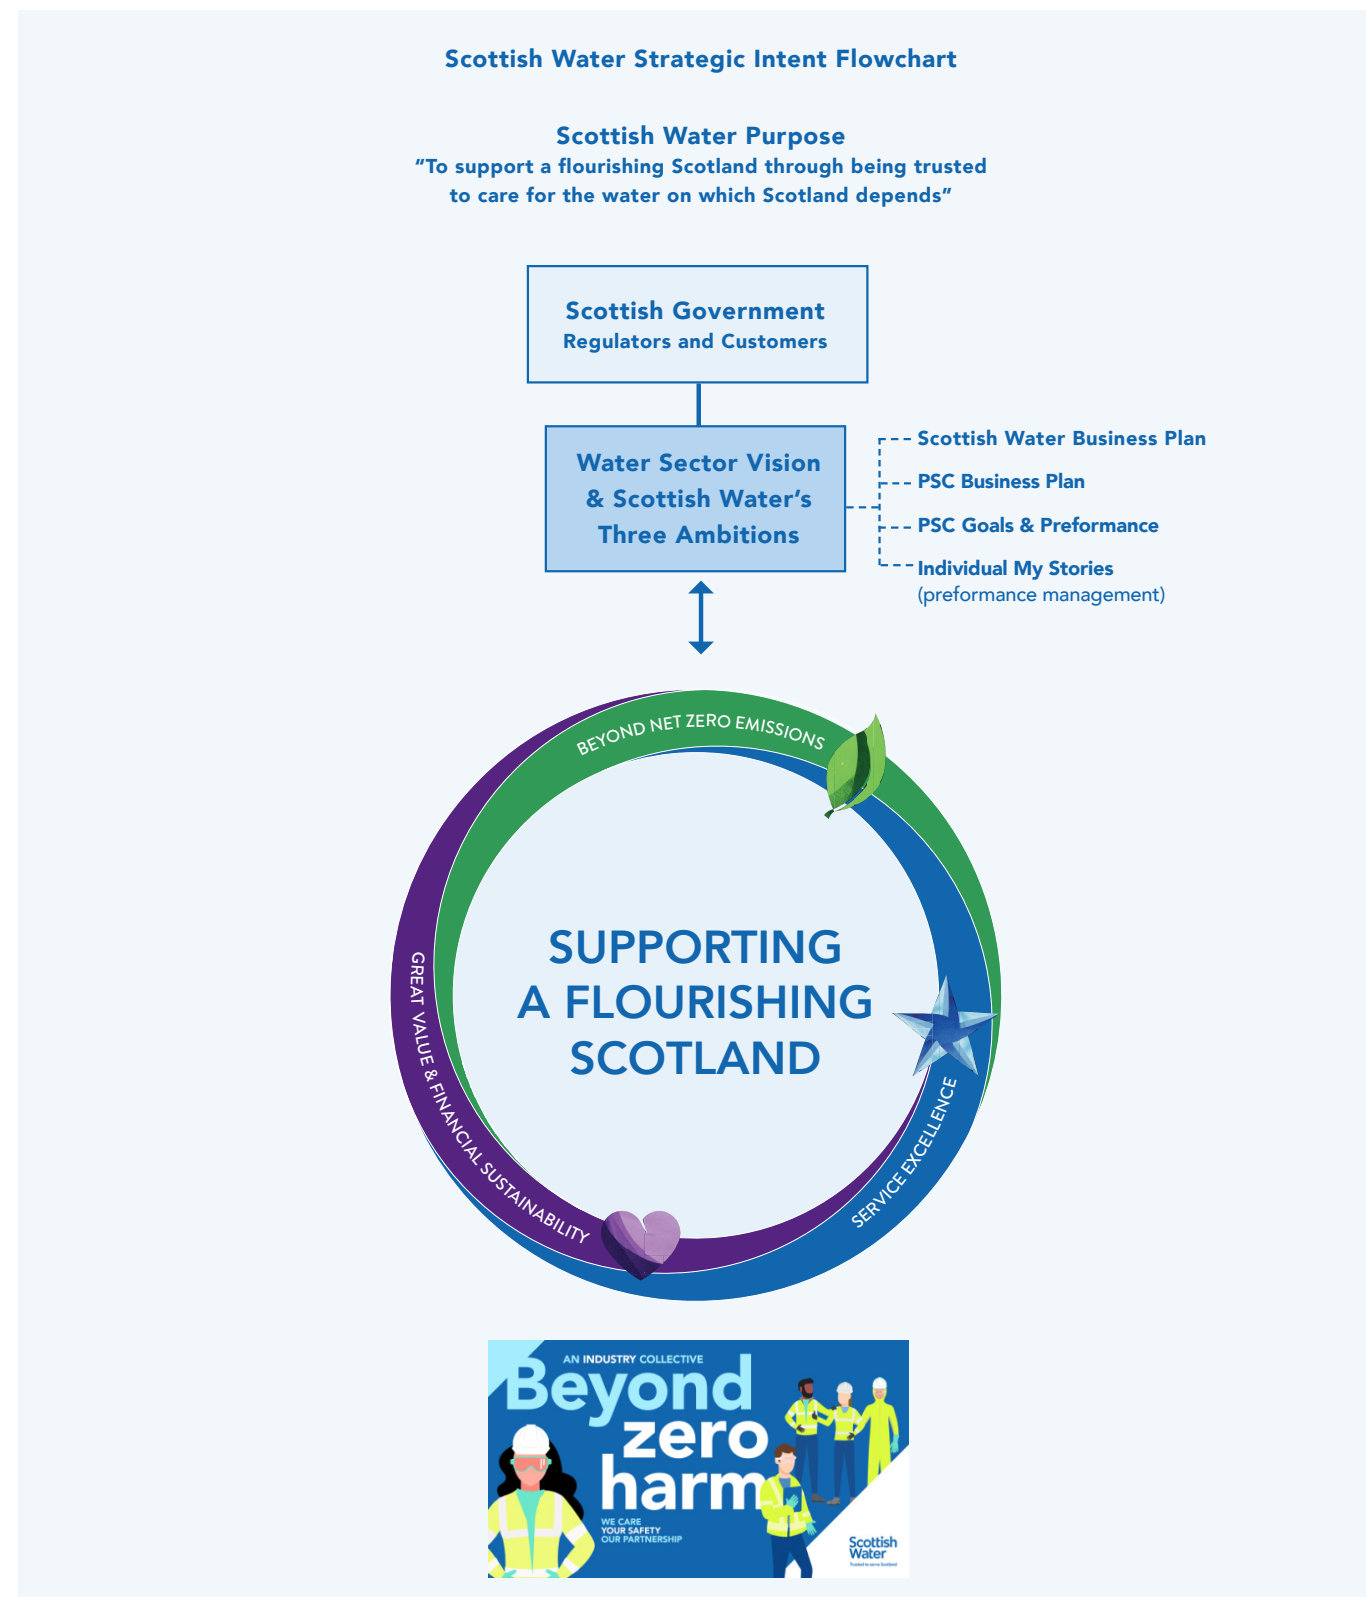 Scottish Water Strategic Intent Flowchart
Scottish Water Purpose
“To support a flourishing Scotland through being trusted
to care for the water on which Scotland depends”
Scottish Government
Regulators and Customers
Water Sector Vision
& Scottish Water’s
Three Ambitions
Scottish Water Business Plan
PSC Business Plan
PSC Goals & Preformance
Individual My Stories
(preformance management)
BEYOND NET ZERO EMISSIONS
GREAT VALUE & FINANCIAL SUSTAINABILITY
SERVICE EXCELLENCE
SUPPORTING
A FLOURISHING
SCOTLAND
AN INDUSTRY COLLECTIVE
Beyond
zero
harm
WE CARE
YOUR SAFETY
OUR PARTNERSHIP
Scottish
Water
Trusted to serve Scotland